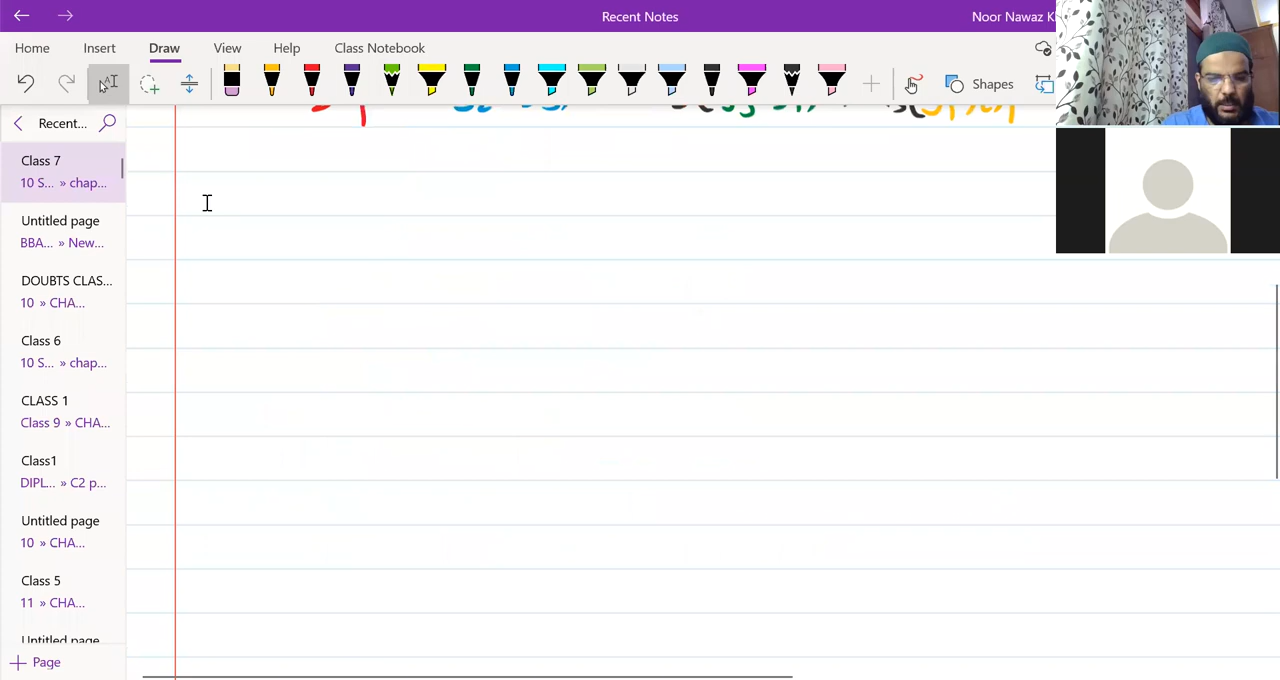 Recent Notes
Noor Nawaz K
Home
Insert
Draw
View
Help
Class Notebook
Shapes
Recent...
Class 7
10 S... » chap...
Untitled page
BBA... » New...
DOUBTS CLAS...
10 » CHA...
Class 6
10 S... » chap...
CLASS 1
Class 9 » CHA...
Class1
DIPL... » C2 p...
Untitled page
10 » CHA...
Class 5
11 » CHA...
Untitled page
Page